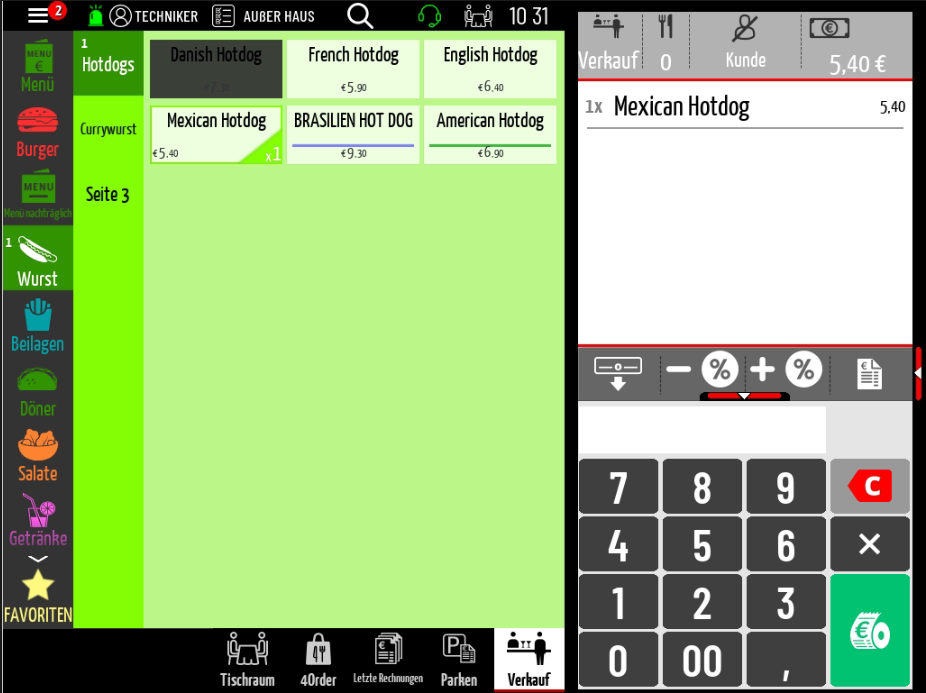 2
TECHNIKER
AUßER HAUS
10 31
MENU
€
Menü
Burger
MENU
Menü nachträglich
1
Wurst
Beilagen
Döner
Salate
Getränke
FAVORITEN
1
Hotdogs
Currywurst
Seite 3
Danish Hotdog
French Hotdog
€5.90
English Hotdog
€6.40
Mexican Hotdog
€5.40
x1
BRASILIEN HOT DOG
€9.30
American Hotdog
€6.90
Tischraum
4Order
Letzte Rechnungen
P
Parken
Verkauf
Verkauf
0
Kunde
€
5,40 €
1x Mexican Hotdog 5,40
- % + %
€
7 8 9 C
4 5 6 ×
1 2 3
€
0 00 ,